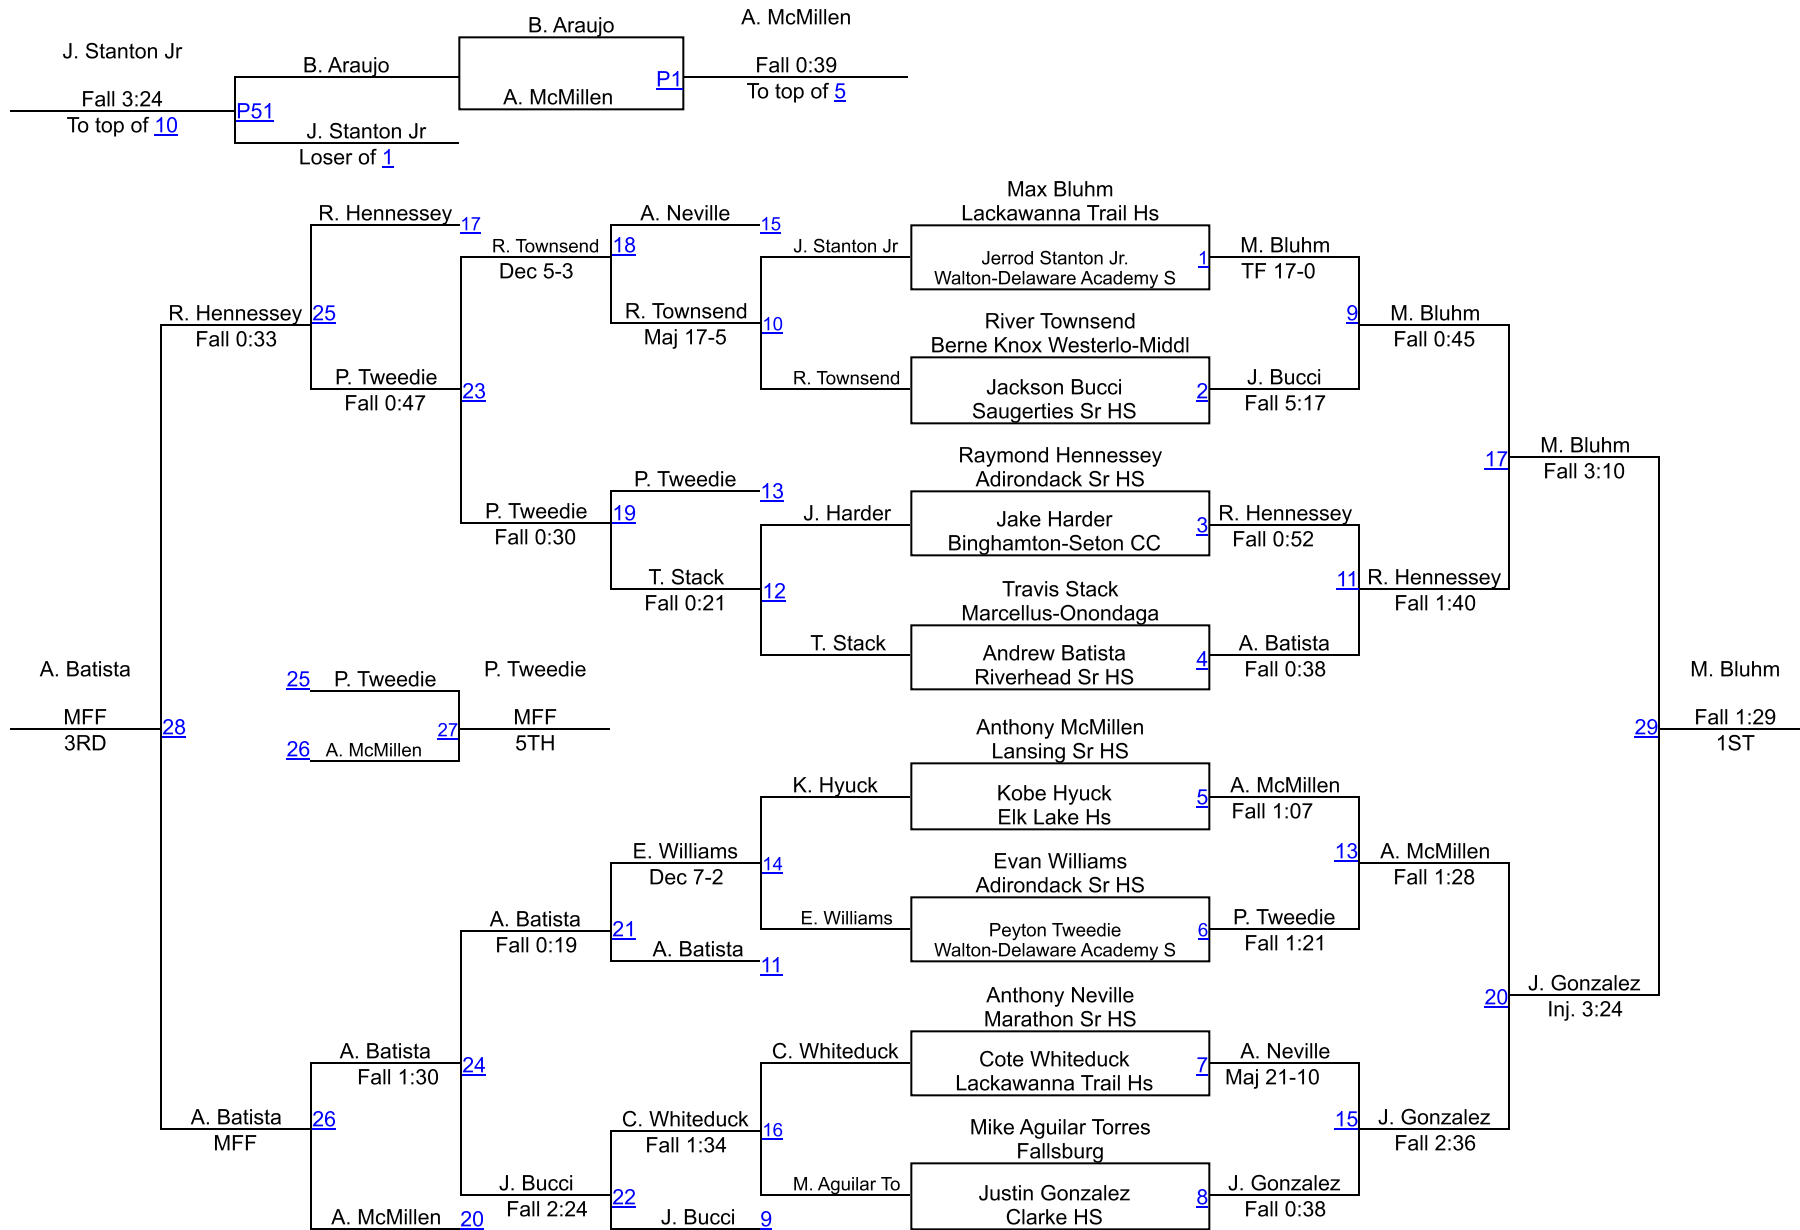 B. Araujo
A. McMillen
J. Stanton Jr
B. Araujo
Fall 0:39
P1
To top of 5
A. McMillen
Fall 3:24
P51
To top of 10
J. Stanton Jr
Loser of 1
Max Bluhm
Lackawanna Trail Hs
R. Hennessey
17
A. Neville
15
R. Townsend
18
Dec 5-3
J. Stanton Jr
Jerrod Stanton Jr.
Walton-Delaware Academy S
1
M. Bluhm
TF 17-0
R. Hennessey
25
Fall 0:33
R. Townsend
10
Maj 17-5
River Townsend
Berne Knox Westerlo-Middl
9
M. Bluhm
Fall 0:45
P. Tweedie
23
Fall 0:47
R. Townsend
Jackson Bucci
Saugerties Sr HS
2
J. Bucci
Fall 5:17
Raymond Hennessey
Adirondack Sr HS
17
M. Bluhm
Fall 3:10
P. Tweedie
13
P. Tweedie
19
Fall 0:30
J. Harder
Jake Harder
Binghamton-Seton CC
3
R. Hennessey
Fall 0:52
T. Stack
12
Fall 0:21
Travis Stack
Marcellus-Onondaga
11
R. Hennessey
Fall 1:40
T. Stack
Andrew Batista
Riverhead Sr HS
4
A. Batista
Fall 0:38
A. Batista
MFF
28
3RD
25
P. Tweedie
26
A. McMillen
27
P. Tweedie
MFF
5TH
Anthony McMillen
Lansing Sr HS
29
M. Bluhm
Fall 1:29
1ST
K. Hyuck
Kobe Hyuck
Elk Lake Hs
5
A. McMillen
Fall 1:07
E. Williams
14
Dec 7-2
Evan Williams
Adirondack Sr HS
13
A. McMillen
Fall 1:28
A. Batista
21
Fall 0:19
E. Williams
Peyton Tweedie
Walton-Delaware Academy S
6
P. Tweedie
Fall 1:21
A. Batista
11
Anthony Neville
Marathon Sr HS
20
J. Gonzalez
Inj. 3:24
A. Batista
24
Fall 1:30
C. Whiteduck
Cote Whiteduck
Lackawanna Trail Hs
7
A. Neville
Maj 21-10
A. Batista
26
MFF
C. Whiteduck
16
Fall 1:34
Mike Aguilar Torres
Fallsburg
15
J. Gonzalez
Fall 2:36
J. Bucci
22
Fall 2:24
M. Aguilar To
Justin Gonzalez
Clarke HS
8
J. Gonzalez
Fall 0:38
A. McMillen
20
J. Bucci
9